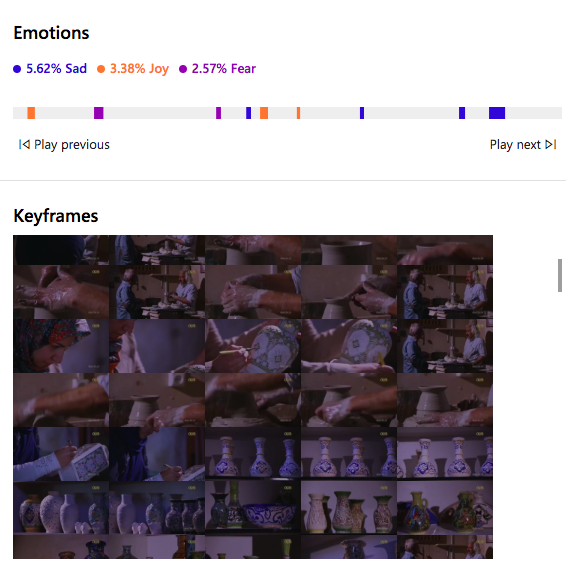 Emotions
5.62% Sad 3.38% Joy 2.57% Fear
Play previous Play next
Keyframes